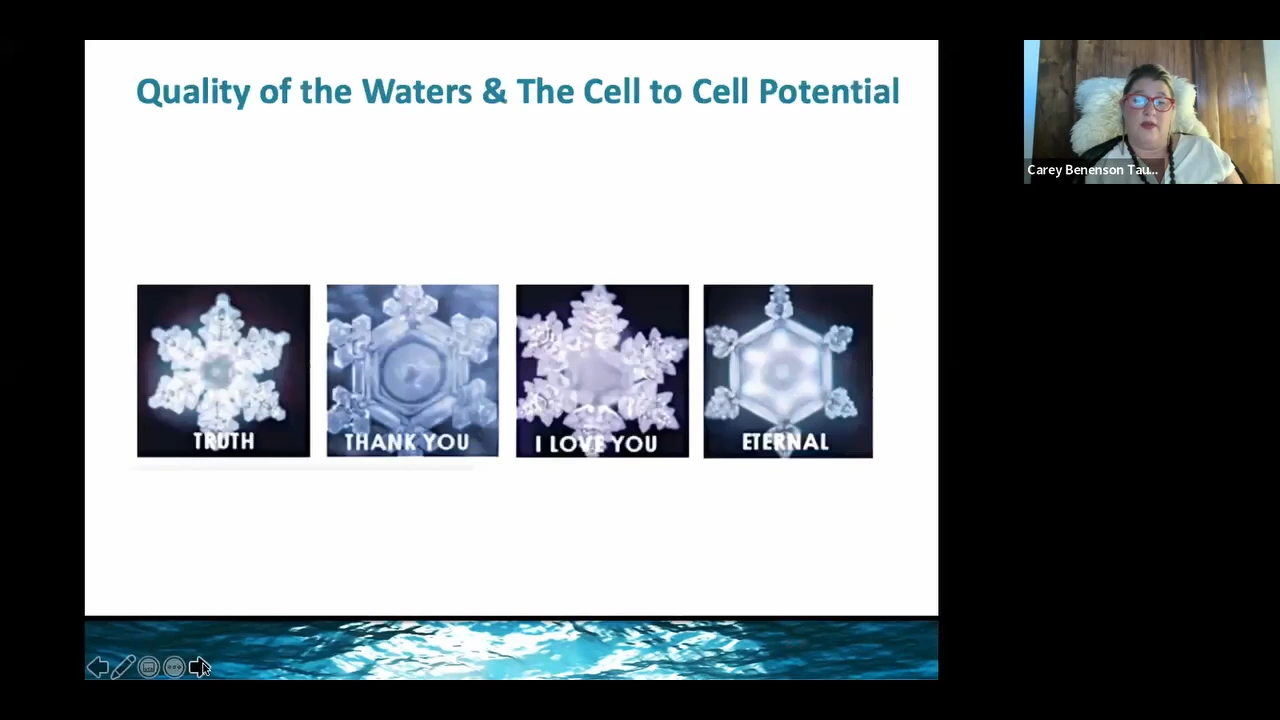 Quality of the Waters & The Cell to Cell Potential
Carey Benenson Tau...
TRUTH
THANK YOU
I LOVE YOU
ETERNAL